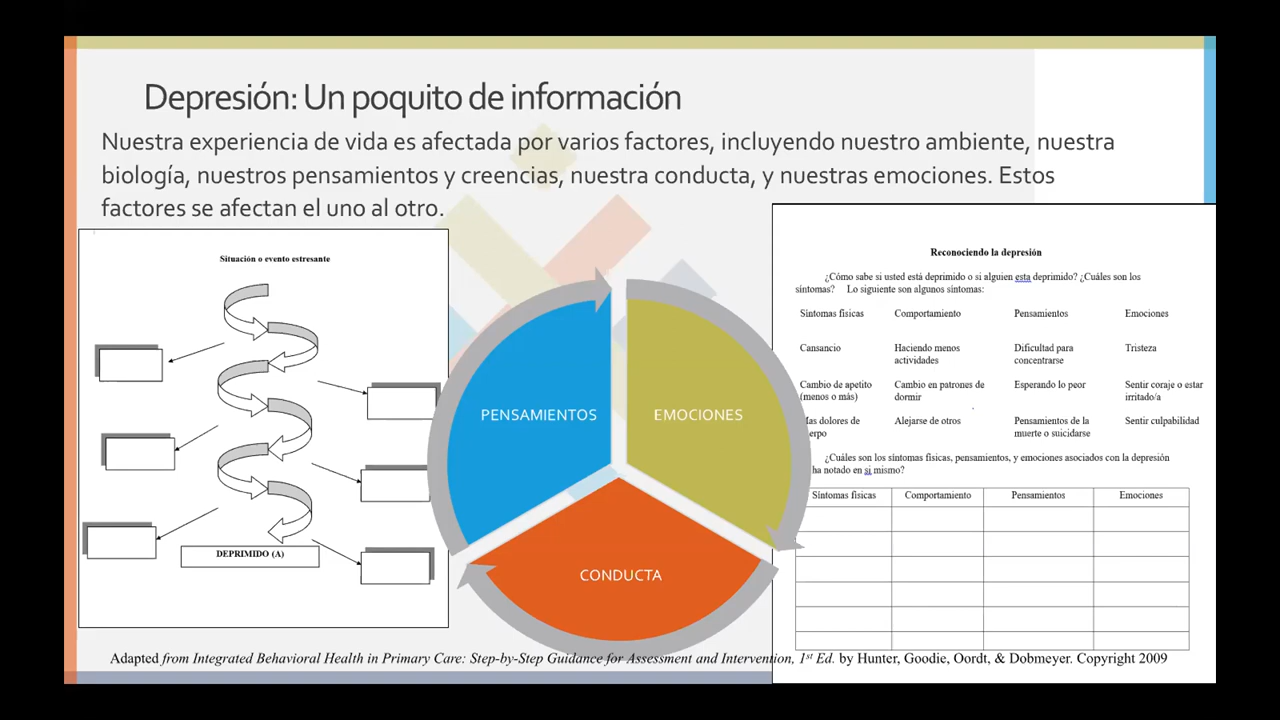 Depresión: Un poquito de información
Nuestra experiencia de vida es afectada por varios factores, incluyendo nuestro ambiente, nuestra
biología, nuestros pensamientos y creencias, nuestra conducta, y nuestras emociones. Estos
factores se afectan el uno al otro.
Situación o evento estresante
DEPRIMIDO (A)
PENSAMIENTOS
EMOCIONES
CONDUCTA
Reconociendo la depresión
¿Cómo sabe si usted está deprimido o si alguien esta deprimido? ¿Cuáles son los
síntomas? Lo siguiente son algunos síntomas:
Síntomas físicas Comportamiento Pensamientos Emociones
Cansancio Haciendo menos actividades Dificultad para concentrarse Tristeza
Cambio de apetito (menos o más) Cambio en patrones de dormir Esperando lo peor Sentir coraje o estar irritado/a
dolores de Alejarse de otros Pensamientos de la muerte o suicidarse Sentir culpabilidad
¿Cuáles son los síntomas físicas, pensamientos, y emociones asociados con la depresión
ha notado en si mismo?
Síntomas físicas Comportamiento Pensamientos Emociones
Adapted from Integrated Behavioral Health in Primary Care: Step-by-Step Guidance for Assessment and Intervention, 1st Ed. by Hunter, Goodie, Oordt, & Dobmeyer. Copyright 2009